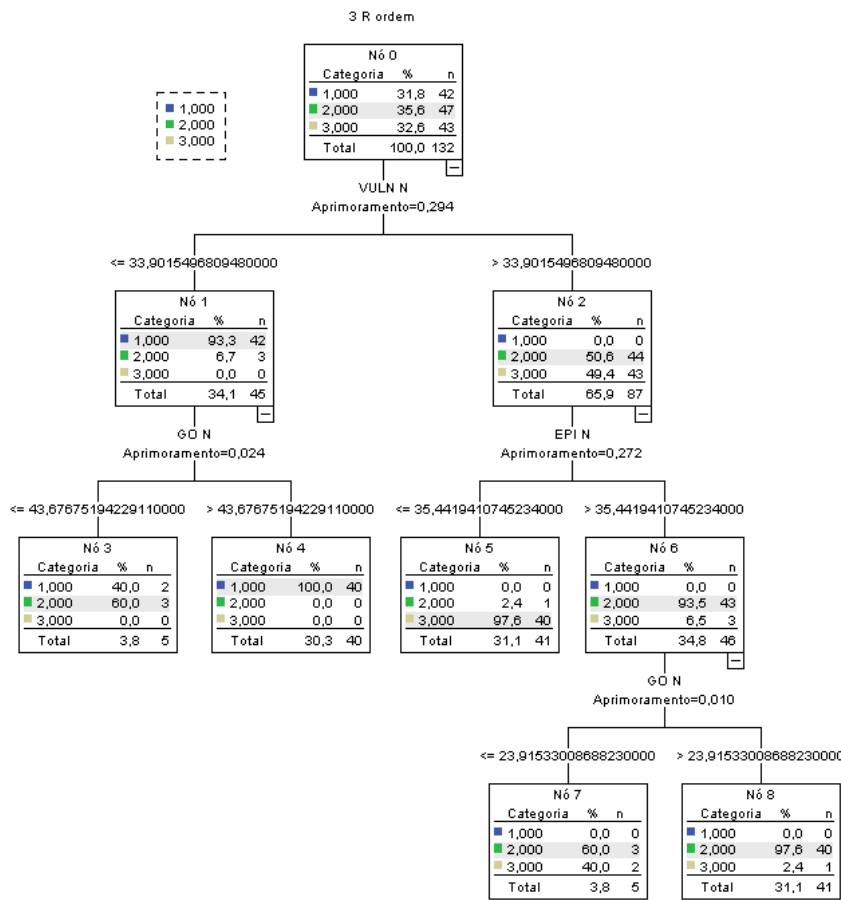 3 R ordem
Nó 0
Categoria % n
1,000 31,8 42
2,000 35,6 47
3,000 32,6 43
Total 100,0 132
1,000
2,000
3,000
VULN N
Aprimoramento=0,294
<= 33,9015496809480000
> 33,9015496809480000
Nó 1
Categoria % n
1,000 93,3 42
2,000 6,7 3
3,000 0,0 0
Total 34,1 45
Nó 2
Categoria % n
1,000 0,0 0
2,000 50,6 44
3,000 49,4 43
Total 65,9 87
GO N
Aprimoramento=0,024
EPI N
Aprimoramento=0,272
<= 43,676751942291​10000
> 43,67675194229110000
<= 35,4419410745234000
> 35,4419410745234000
Nó 3
Categoria % n
1,000 40,0 2
2,000 60,0 3
3,000 0,0 0
Total 3,8 5
Nó 4
Categoria % n
1,000 100,0 40
2,000 0,0 0
3,000 0,0 0
Total 30,3 40
Nó 5
Categoria % n
1,000 0,0 0
2,000 2,4 1
3,000 97,6 40
Total 31,1 41
Nó 6
Categoria % n
1,000 0,0 0
2,000 93,5 43
3,000 6,5 3
Total 34,8 46
GO N
Aprimoramento=0,010
<= 23,91533008688230000
> 23,91533008688230000
Nó 7
Categoria % n
1,000 0,0 0
2,000 60,0 3
3,000 40,0 2
Total 3,8 5
Nó 8
Categoria % n
1,000 0,0 0
2,000 97,6 40
3,000 2,4 1
Total 31,1 41